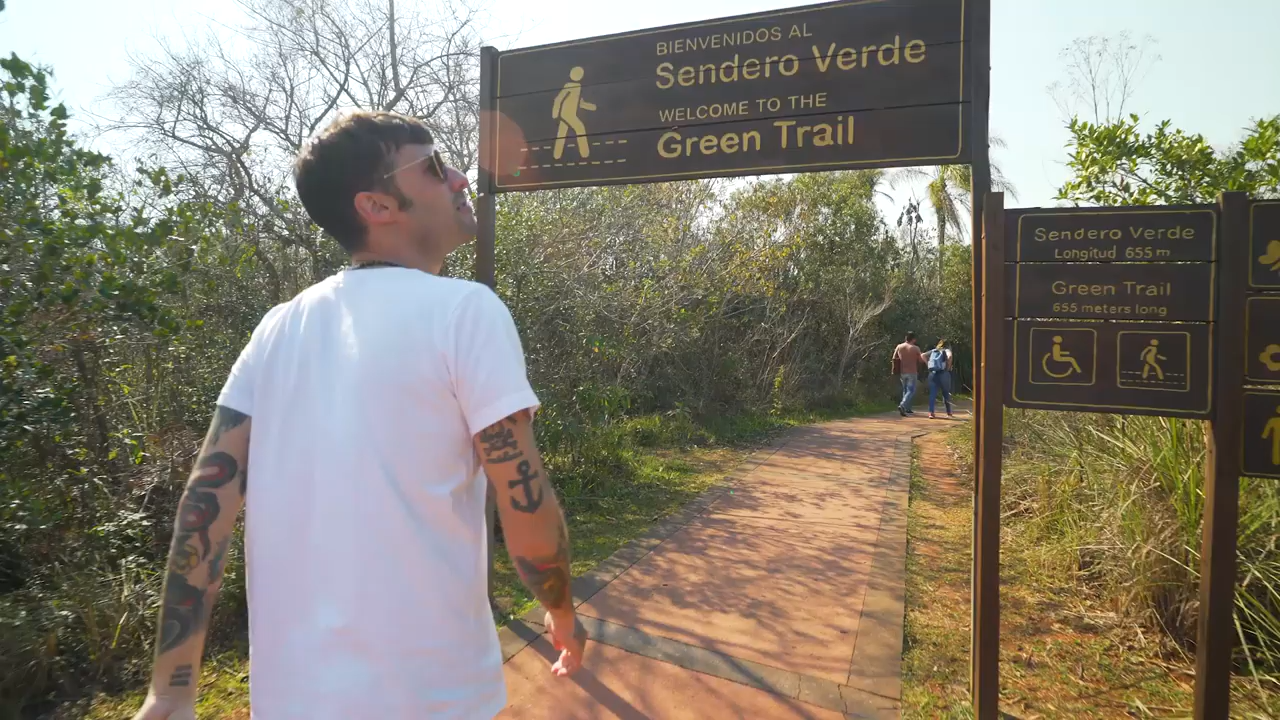 BIENVENIDOS AL
Sendero Verde
WELCOME TO THE
Green Trail
Sendero Verde
Longitud 655 m
Green Trail
655 meters long